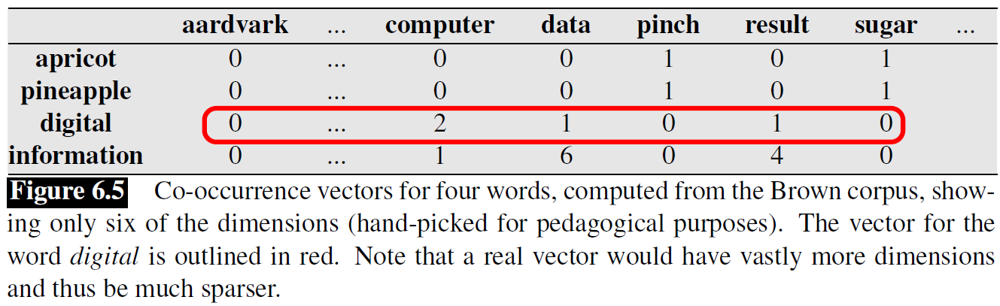 aardvark ... computer data pinch result sugar ...
apricot 0 ... 0 0 1 0 1
pineapple 0 ... 0 0 1 0 1
digital 0 ... 2 1 0 1 0
information 0 ... 1 6 0 4 0
Figure 6.5 Co-occurrence vectors for four words, computed from the Brown corpus, show-
ing only six of the dimensions (hand-picked for pedagogical purposes). The vector for the
word digital is outlined in red. Note that a real vector would have vastly more dimensions
and thus be much sparser.